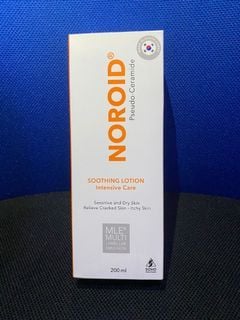 NOROID®
Pseudo-Ceramide
SOOTHING LOTION
Intensive Care
Sensitive and Dry Skin
Relieve Cracked Skin - Itchy Skin
MLE®
MULTI
200 ml
SOHO